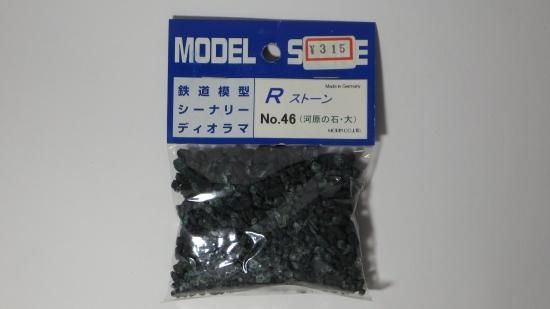 MODEL S E
¥315
Made in Germany
鉄道模型
シーナリー
ディオラマ
R ストーン
No.46 (河原の石・大)